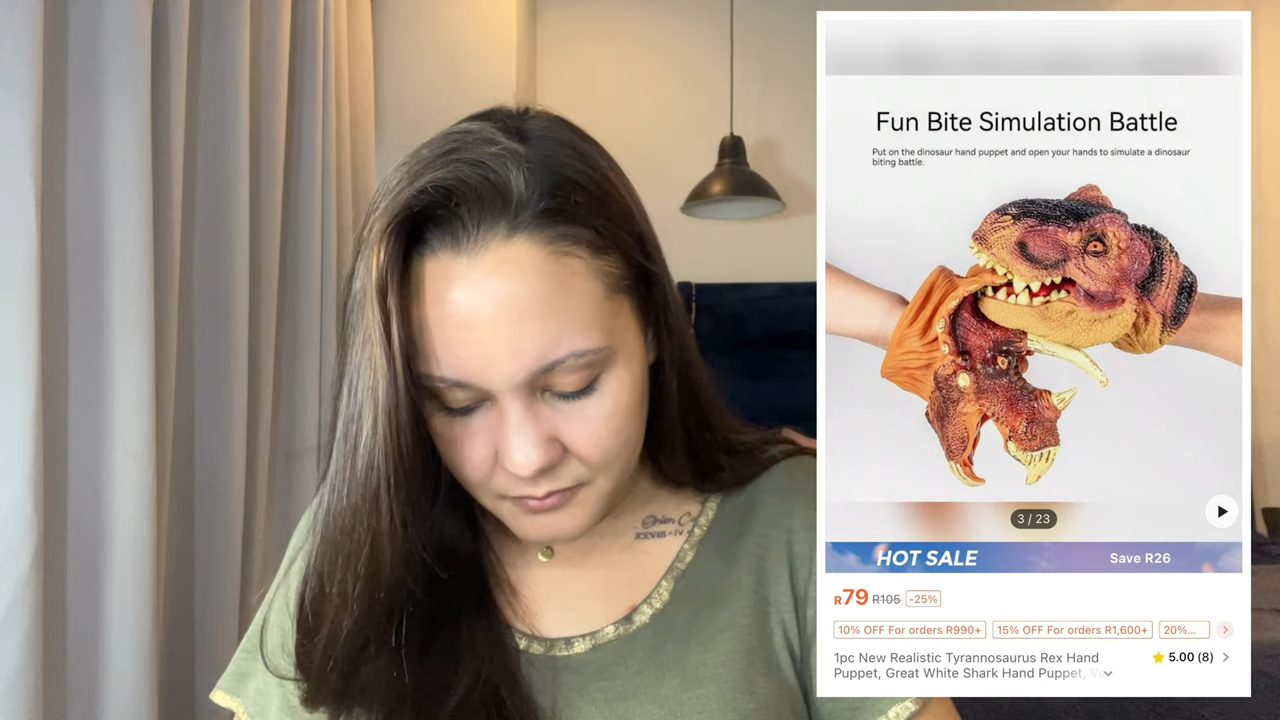 Fun Bite Simulation Battle
Put on the dinosaur hand puppet and open your hands to simulate a dinosaur
biting battle.
3 / 23
HOT SALE
Save R26
R79 R105 -25%
10% OFF For orders R990+
15% OFF For orders R1,600+
20%...
1pc New Realistic Tyrannosaurus Rex Hand
Puppet, Great White Shark Hand Puppet,
5.00 (8)
XXVIII-IV